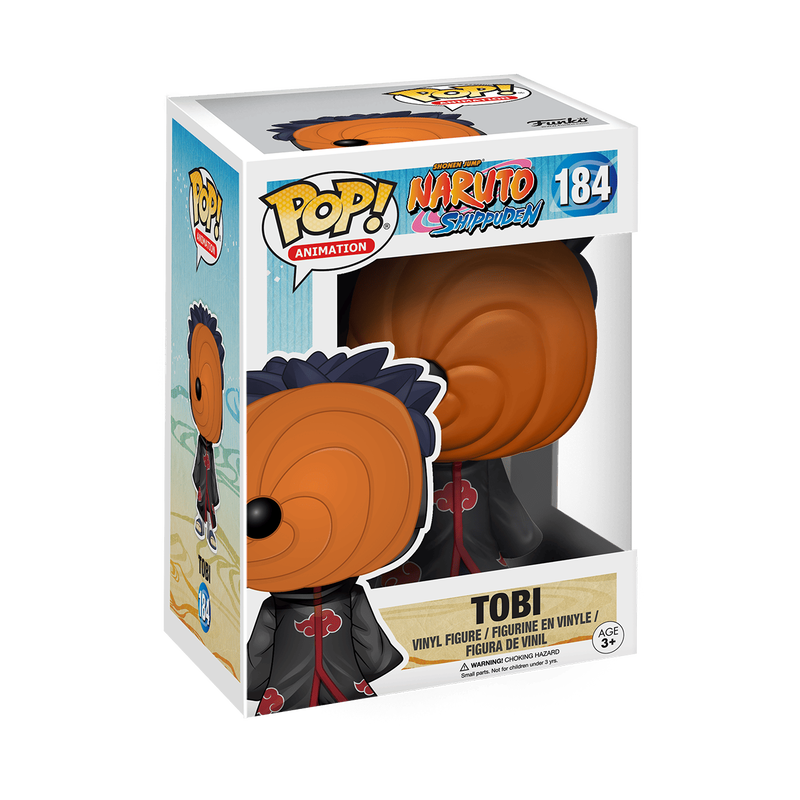 POP!
ANIMATION
Funko
POP!
ANIMATION
SHONEN JUMP
NARUTO
SHIPPUDEN
184
POP! ®
ANIMATION
TOBI
184
TOBI
VINYL FIGURE / FIGURINE EN VINYLE /
FIGURA DE VINIL
⚠ WARNING! CHOKING HAZARD
Small parts. Not for children under 3 yrs.
AGE
3+